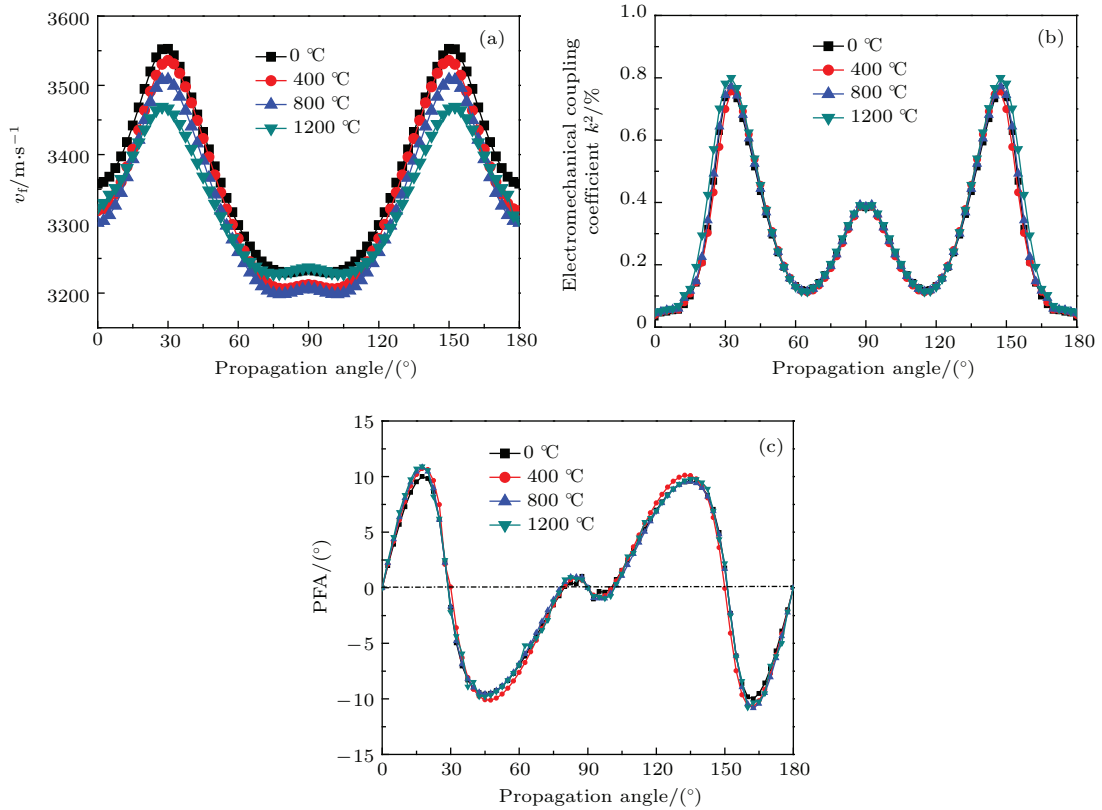 3600
3500
3400
3300
3200
v_f/m·s⁻¹
(a)
0 ℃
400 ℃
800 ℃
1200 ℃
0 30 60 90 120 150 180
Propagation angle/(°)
1.0
0.8
0.6
0.4
0.2
0
Electromechanical coupling
coefficient k²/%
(b)
0 ℃
400 ℃
800 ℃
1200 ℃
0 30 60 90 120 150 180
Propagation angle/(°)
15
10
5
0
−5
−10
−15
PFA/(°)
(c)
0 ℃
400 ℃
800 ℃
1200 ℃
0 30 60 90 120 150 180
Propagation angle/(°)